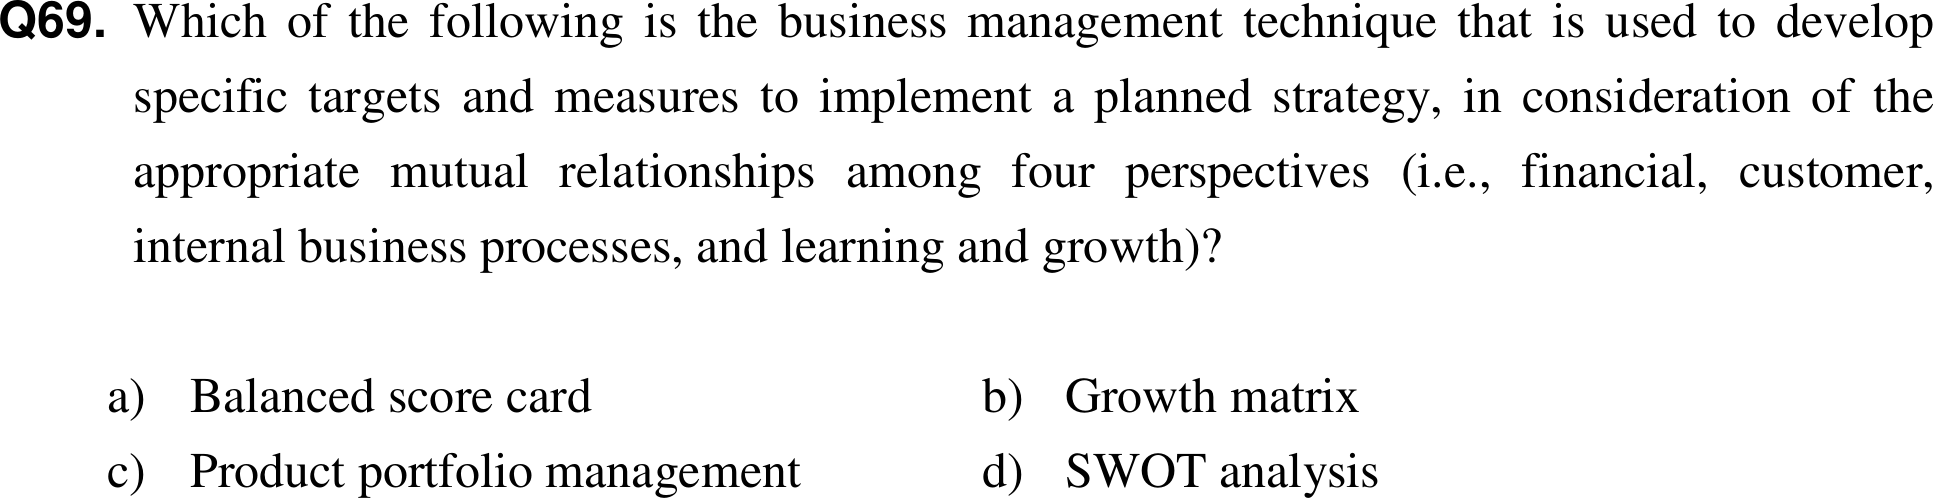 Q69. Which of the following is the business management technique that is used to develop
specific targets and measures to implement a planned strategy, in consideration of the
appropriate mutual relationships among four perspectives (i.e., financial, customer,
internal business processes, and learning and growth)?
a) Balanced score card b) Growth matrix
c) Product portfolio management d) SWOT analysis